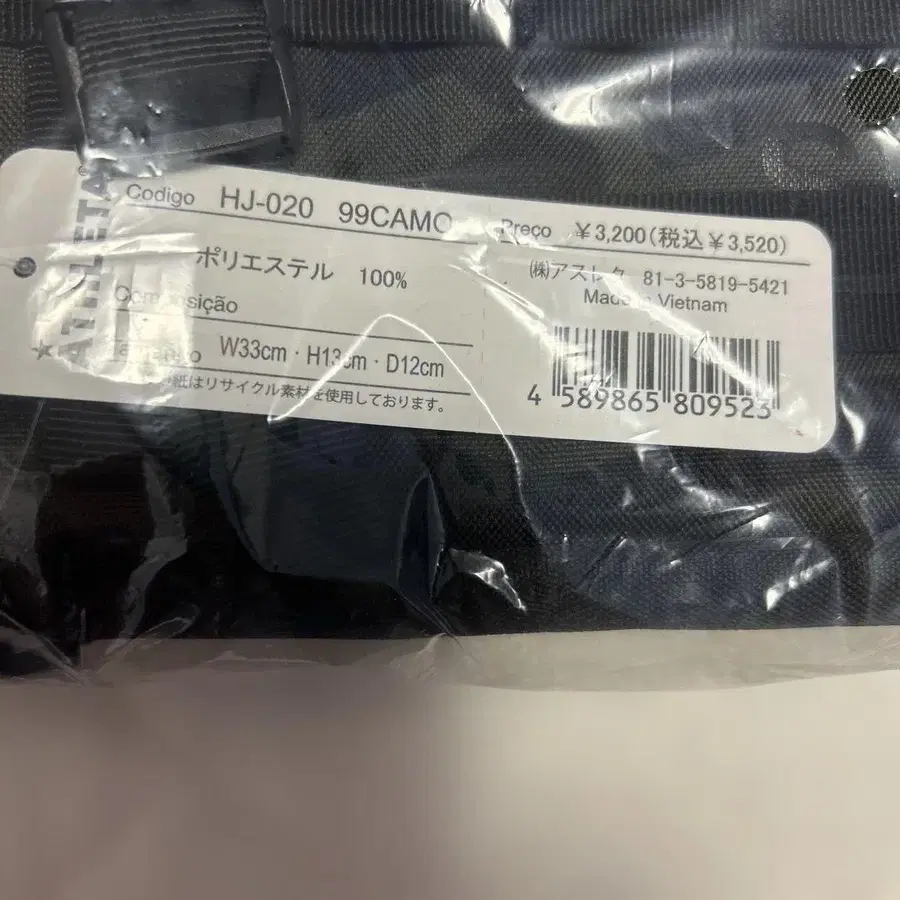 ATHLETA
Codigo HJ-020 99CAMO
ポリエステル 100%
Composição
Tamanho W33cm・H13cm・D12cm
紙はリサイクル素材を使用しております。
Preço ¥3,200(税込¥3,520)
㈱アスレタ 81-3-5819-5421
Made in Vietnam
4 589865 809523